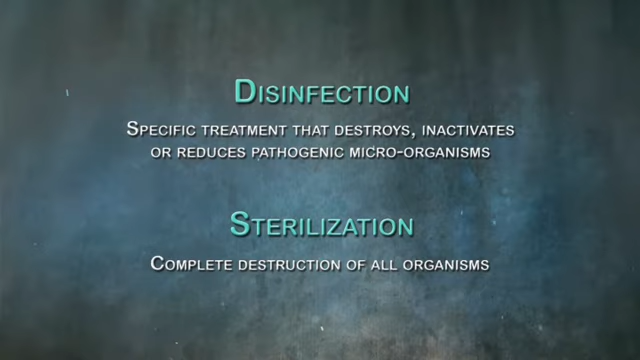 Disinfection
Specific treatment that destroys, inactivates
or reduces pathogenic micro-organisms
Sterilization
Complete destruction of all organisms